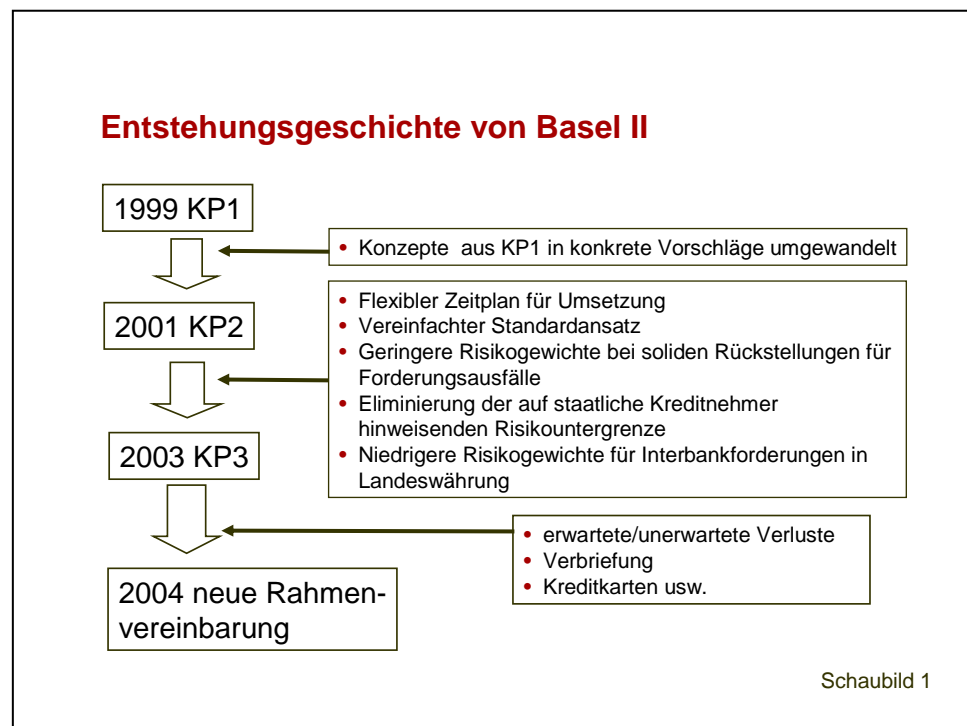 Entstehungsgeschichte von Basel II
1999 KP1
• Konzepte aus KP1 in konkrete Vorschläge umgewandelt
2001 KP2
• Flexibler Zeitplan für Umsetzung
• Vereinfachter Standardansatz
• Geringere Risikogewichte bei soliden Rückstellungen für
Forderungsausfälle
• Eliminierung der auf staatliche Kreditnehmer
hinweisenden Risikountergrenze
• Niedrigere Risikogewichte für Interbankforderungen in
Landeswährung
2003 KP3
• erwartete/unerwartete Verluste
• Verbriefung
• Kreditkarten usw.
2004 neue Rahmen-
vereinbarung
Schaubild 1